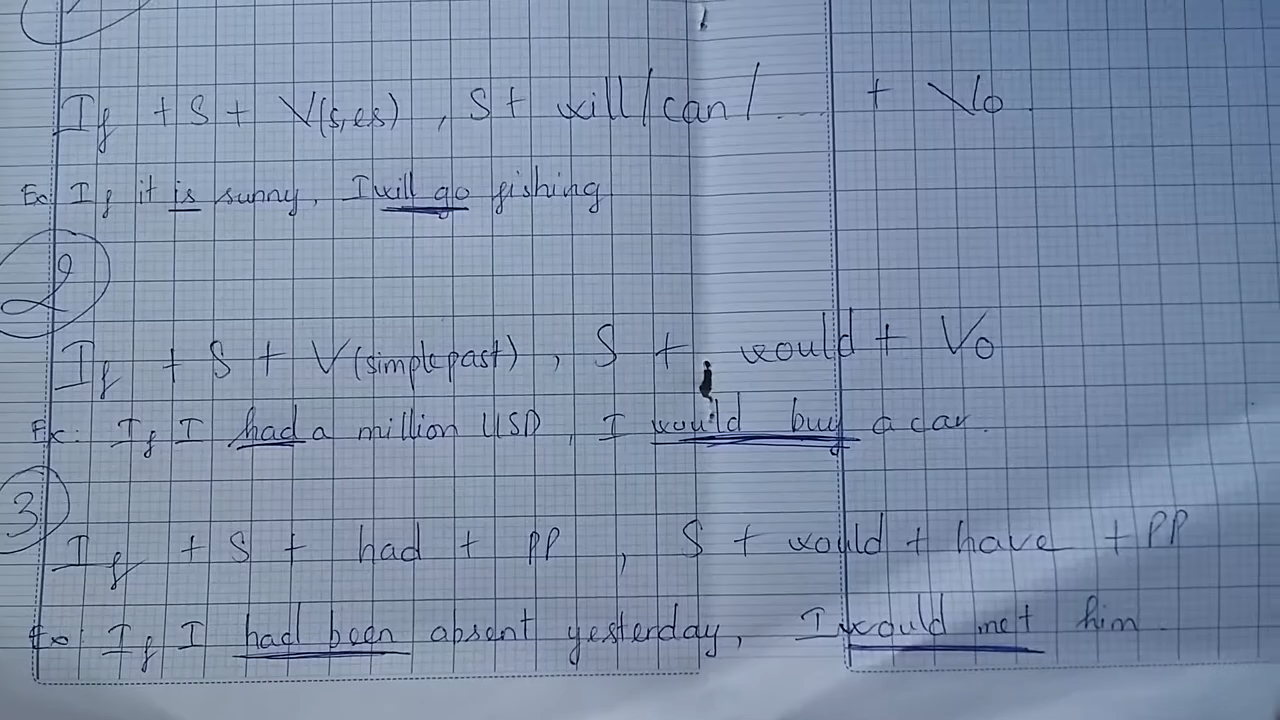 If + S + V(s,es) , S + will/can/ ..... + Vo
Ex: If it is sunny, I will go fishing
2
If + S + V(simple past) , S + would + Vo
Ex: If I had a million USD, I would buy a car.
3
If + S + had + PP , S + would + have + PP
Ex: If I had been absent yesterday, I would met him.